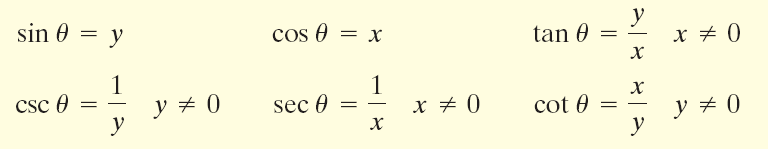 sin θ = y    cos θ = x    tan θ = y/x  x ≠ 0
csc θ = 1/y  y ≠ 0    sec θ = 1/x  x ≠ 0    cot θ = x/y  y ≠ 0